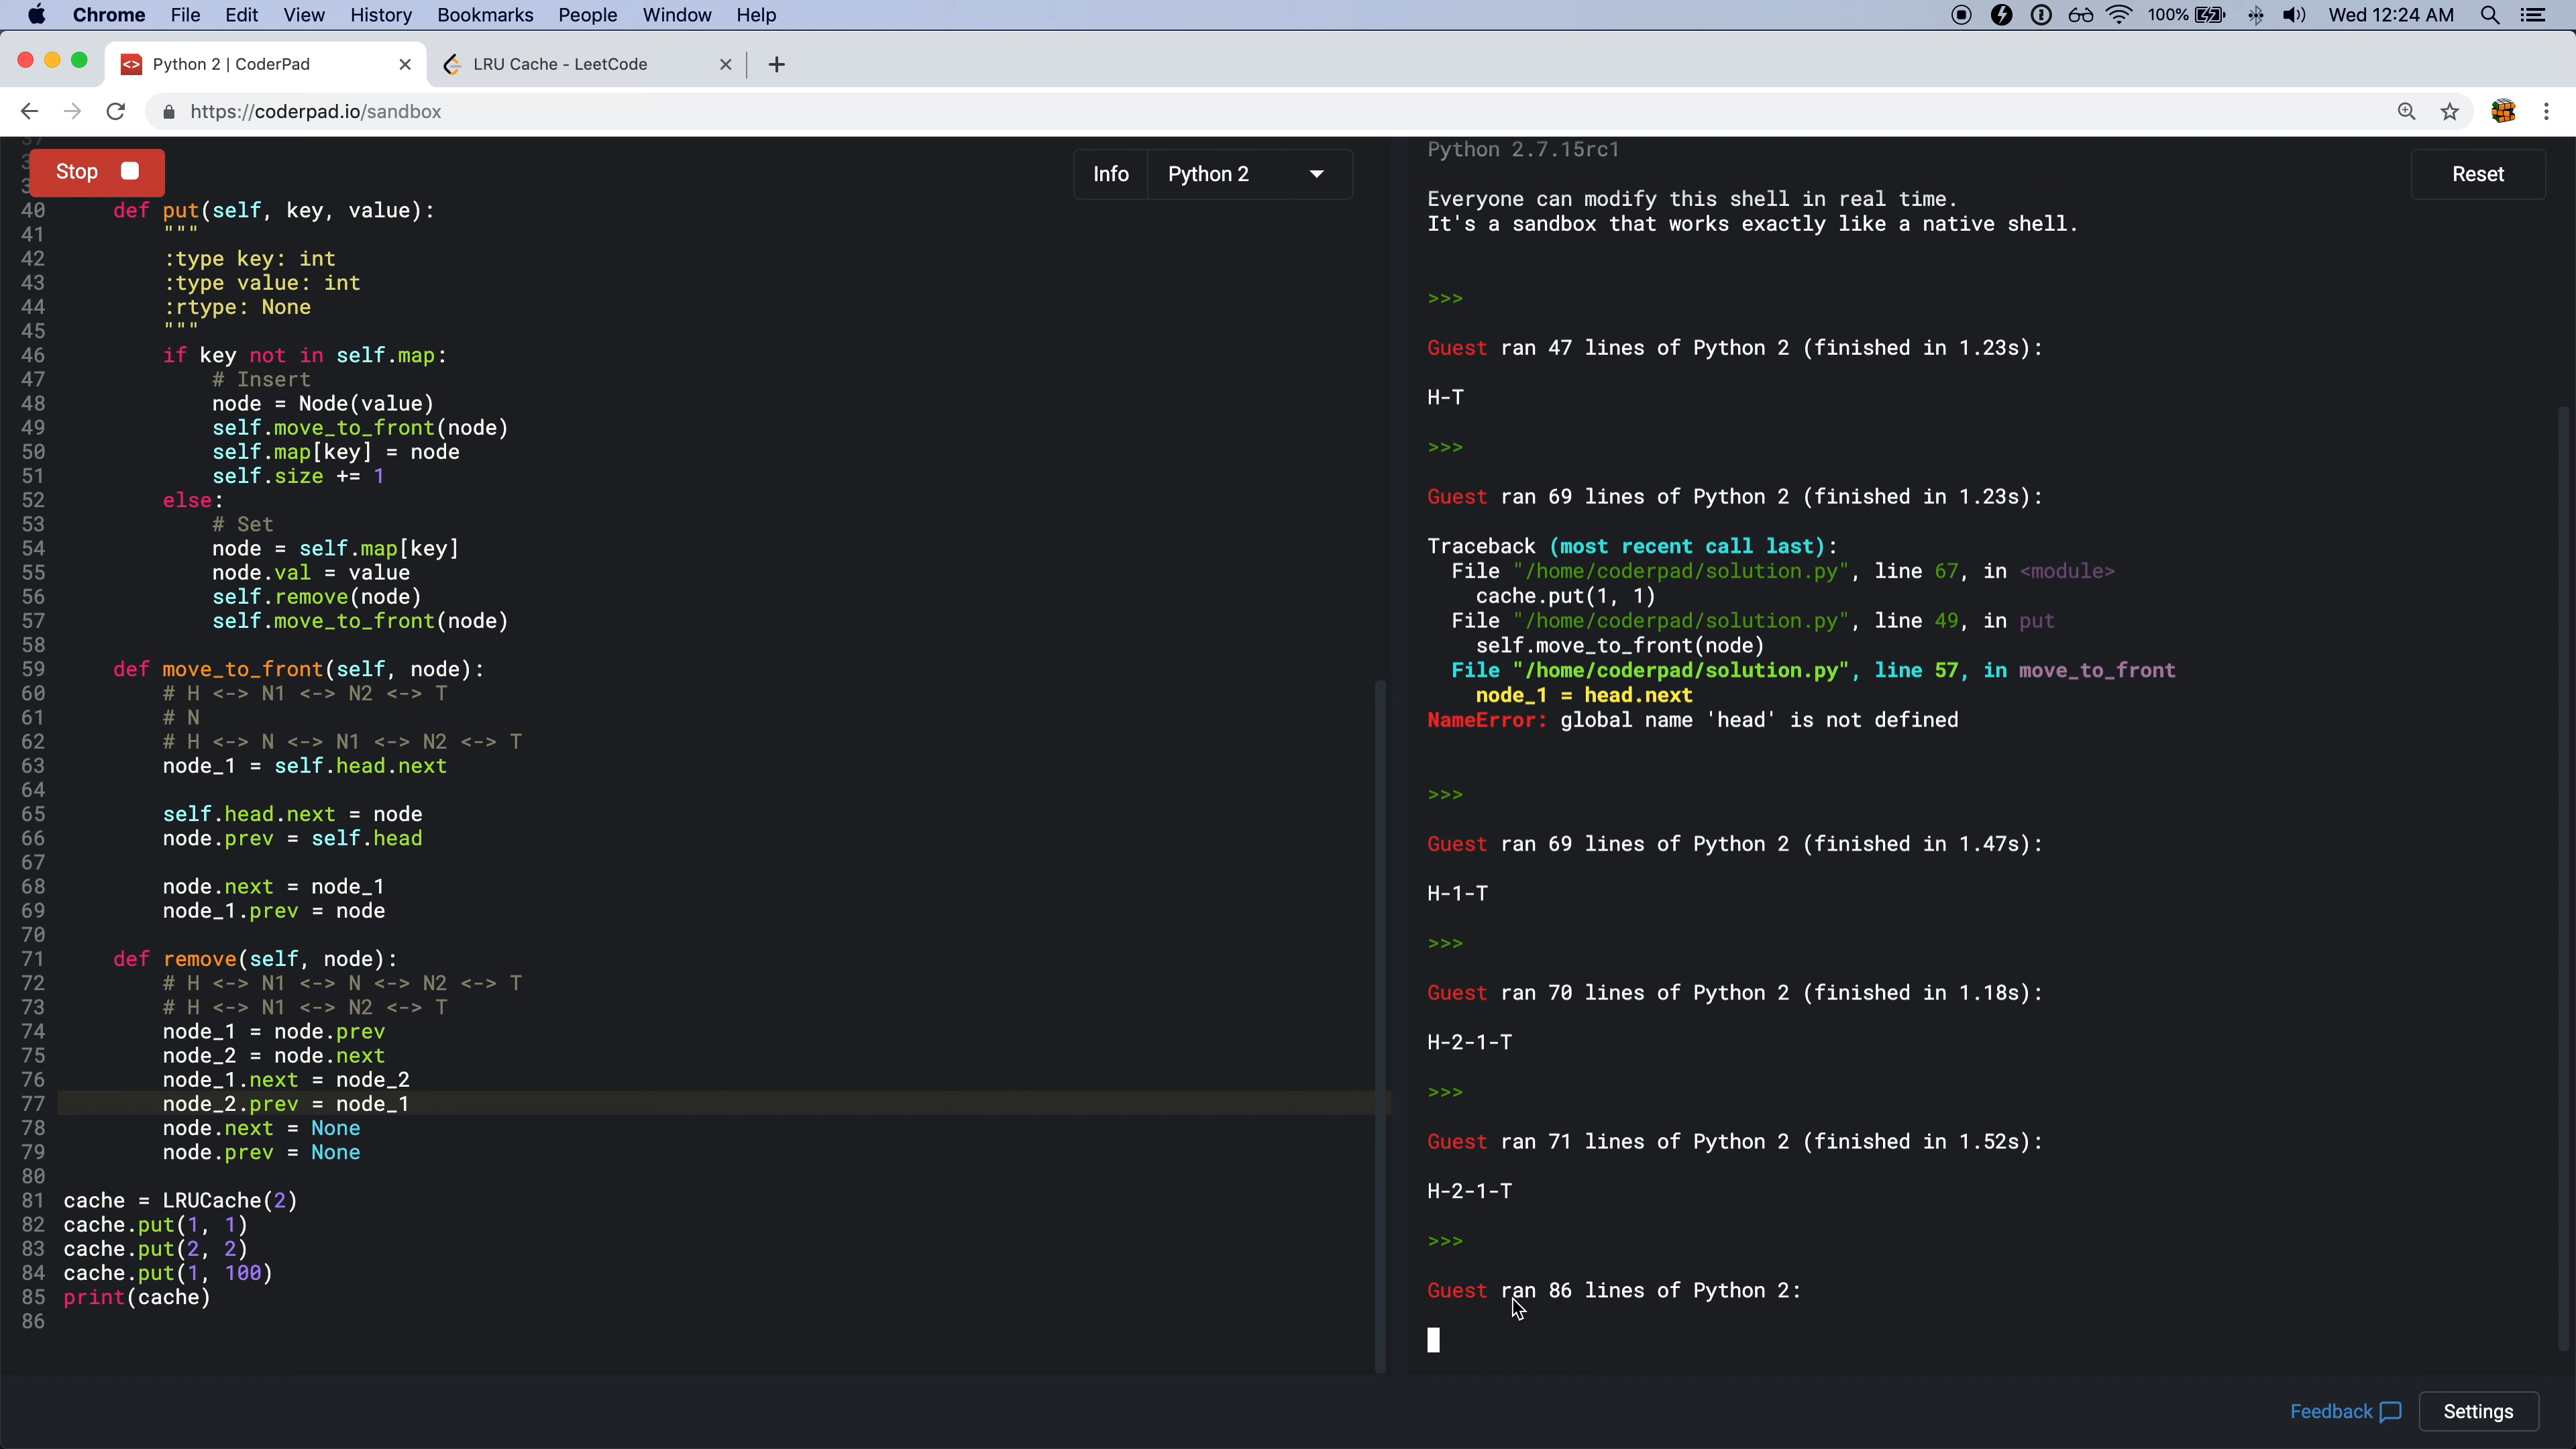 Chrome File Edit View History Bookmarks People Window Help 100% Wed 12:24 AM
Python 2 | CoderPad LRU Cache - LeetCode
https://coderpad.io/sandbox
Stop
Info Python 2
Reset
40 def put(self, key, value):
41 """
42 :type key: int
43 :type value: int
44 :rtype: None
45 """
46 if key not in self.map:
47 # Insert
48 node = Node(value)
49 self.move_to_front(node)
50 self.map[key] = node
51 self.size += 1
52 else:
53 # Set
54 node = self.map[key]
55 node.val = value
56 self.remove(node)
57 self.move_to_front(node)
58
59 def move_to_front(self, node):
60 # H <-> N1 <-> N2 <-> T
61 # N
62 # H <-> N <-> N1 <-> N2 <-> T
63 node_1 = self.head.next
64
65 self.head.next = node
66 node.prev = self.head
67
68 node.next = node_1
69 node_1.prev = node
70
71 def remove(self, node):
72 # H <-> N1 <-> N <-> N2 <-> T
73 # H <-> N1 <-> N2 <-> T
74 node_1 = node.prev
75 node_2 = node.next
76 node_1.next = node_2
77 node_2.prev = node_1
78 node.next = None
79 node.prev = None
80
81 cache = LRUCache(2)
82 cache.put(1, 1)
83 cache.put(2, 2)
84 cache.put(1, 100)
85 print(cache)
86
Python 2.7.15rc1
Everyone can modify this shell in real time.
It's a sandbox that works exactly like a native shell.
>>>
Guest ran 47 lines of Python 2 (finished in 1.23s):
H-T
>>>
Guest ran 69 lines of Python 2 (finished in 1.23s):
Traceback (most recent call last):
File "/home/coderpad/solution.py", line 67, in <module>
cache.put(1, 1)
File "/home/coderpad/solution.py", line 49, in put
self.move_to_front(node)
File "/home/coderpad/solution.py", line 57, in move_to_front
node_1 = head.next
NameError: global name 'head' is not defined
>>>
Guest ran 69 lines of Python 2 (finished in 1.47s):
H-1-T
>>>
Guest ran 70 lines of Python 2 (finished in 1.18s):
H-2-1-T
>>>
Guest ran 71 lines of Python 2 (finished in 1.52s):
H-2-1-T
>>>
Guest ran 86 lines of Python 2:
Feedback
Settings